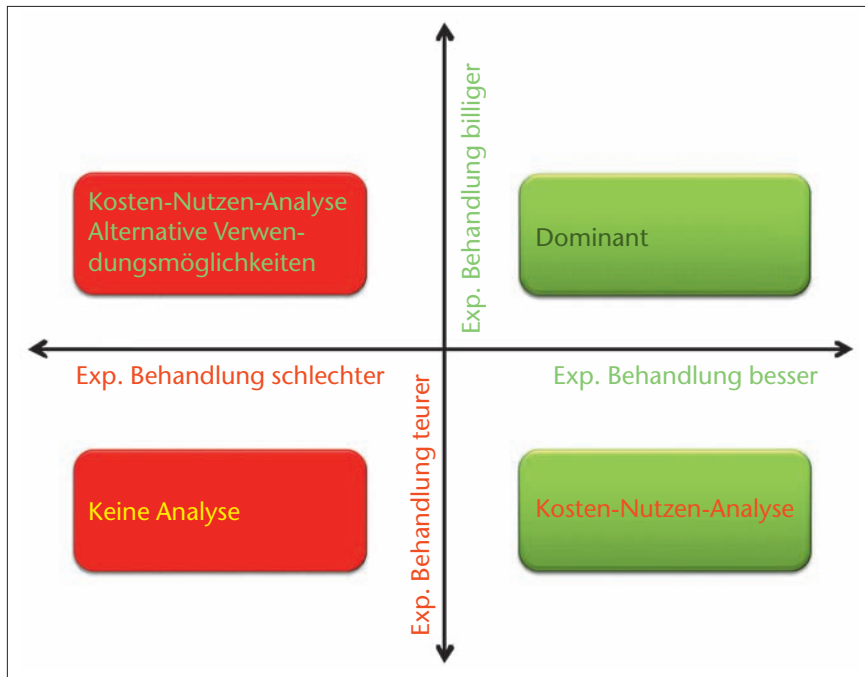 Exp. Behandlung billiger
Kosten-Nutzen-Analyse
Alternative Verwen-
dungsmöglichkeiten
Dominant
Exp. Behandlung schlechter
Exp. Behandlung besser
Exp. Behandlung teurer
Keine Analyse
Kosten-Nutzen-Analyse